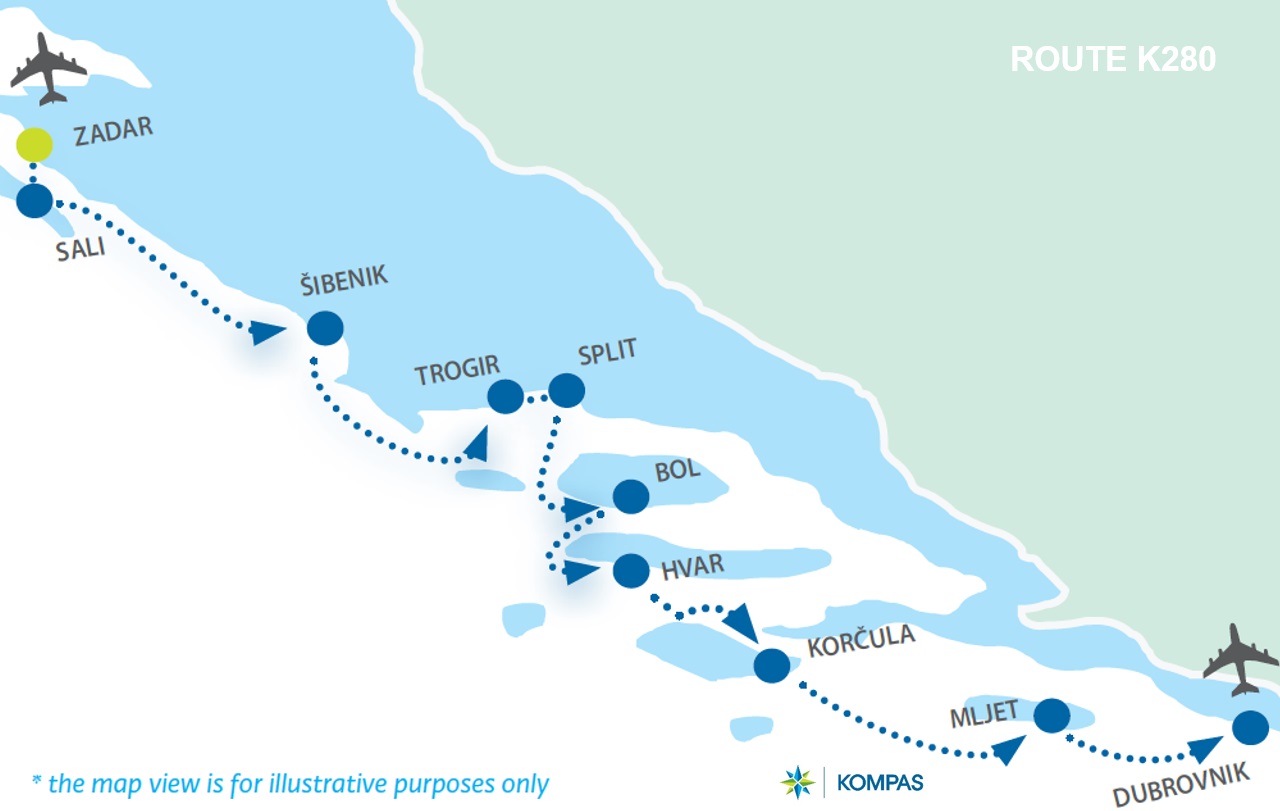 ROUTE K280
ZADAR
SALI
ŠIBENIK
TROGIR
SPLIT
BOL
HVAR
KORČULA
MLJET
DUBROVNIK
* the map view is for illustrative purposes only
KOMPAS